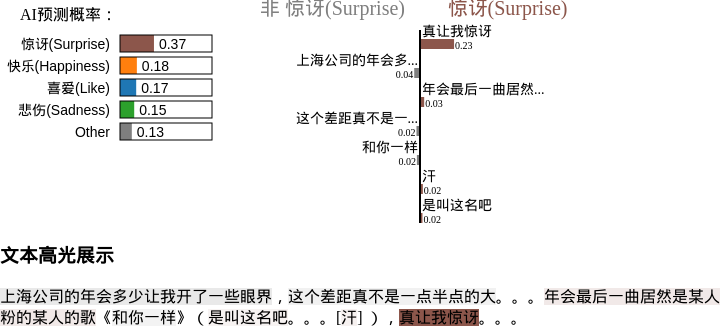 AI预测概率：
惊讶(Surprise) 0.37
快乐(Happiness) 0.18
喜爱(Like) 0.17
悲伤(Sadness) 0.15
Other 0.13
非 惊讶(Surprise) 惊讶(Surprise)
真让我惊讶
0.23
上海公司的年会多...
0.04
年会最后一曲居然...
0.03
这个差距真不是一...
0.02
和你一样
0.02
汗
0.02
是叫这名吧
0.02
文本高光展示
上海公司的年会多少让我开了一些眼界，这个差距真不是一点半点的大。。。年会最后一曲居然是某人
粉的某人的歌《和你一样》（是叫这名吧。。。[汗]），真让我惊讶。。。